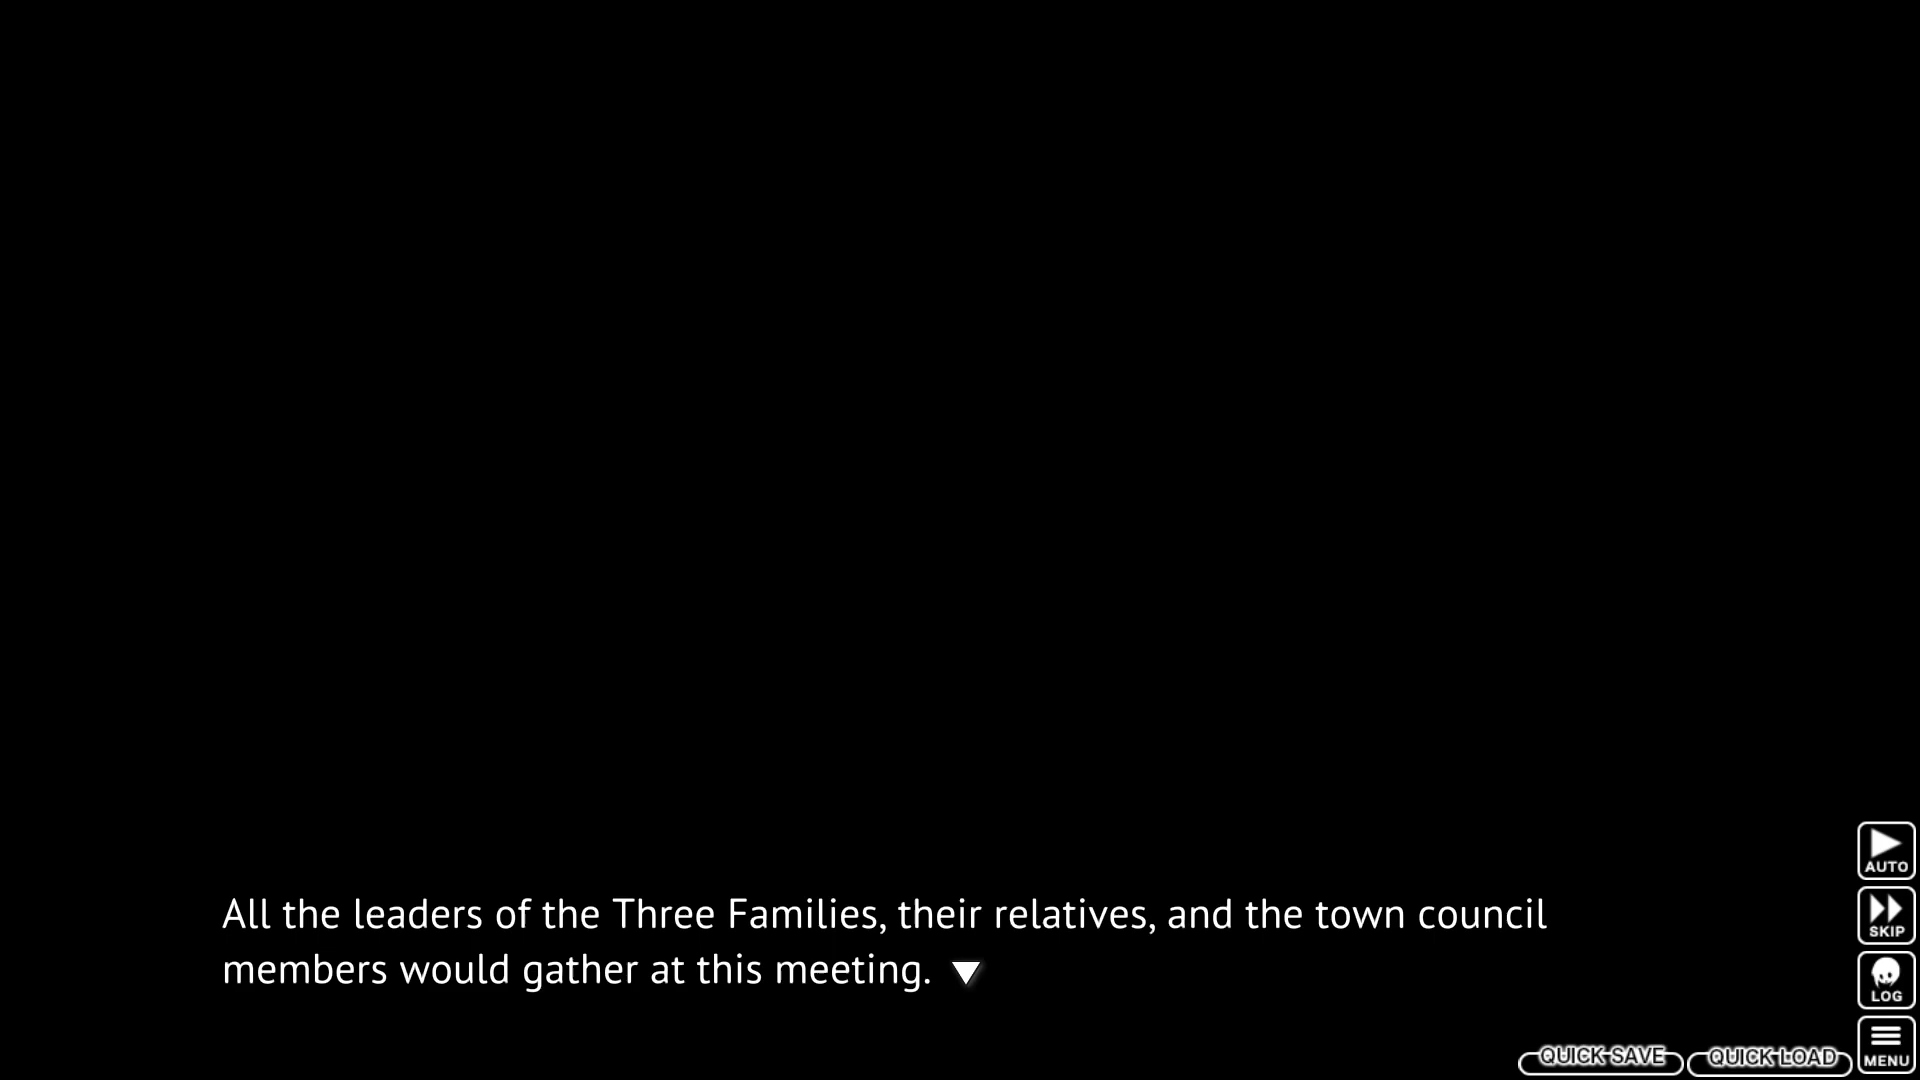 All the leaders of the Three Families, their relatives, and the town council
members would gather at this meeting.
AUTO
SKIP
LOG
MENU
QUICK SAVE
QUICK LOAD